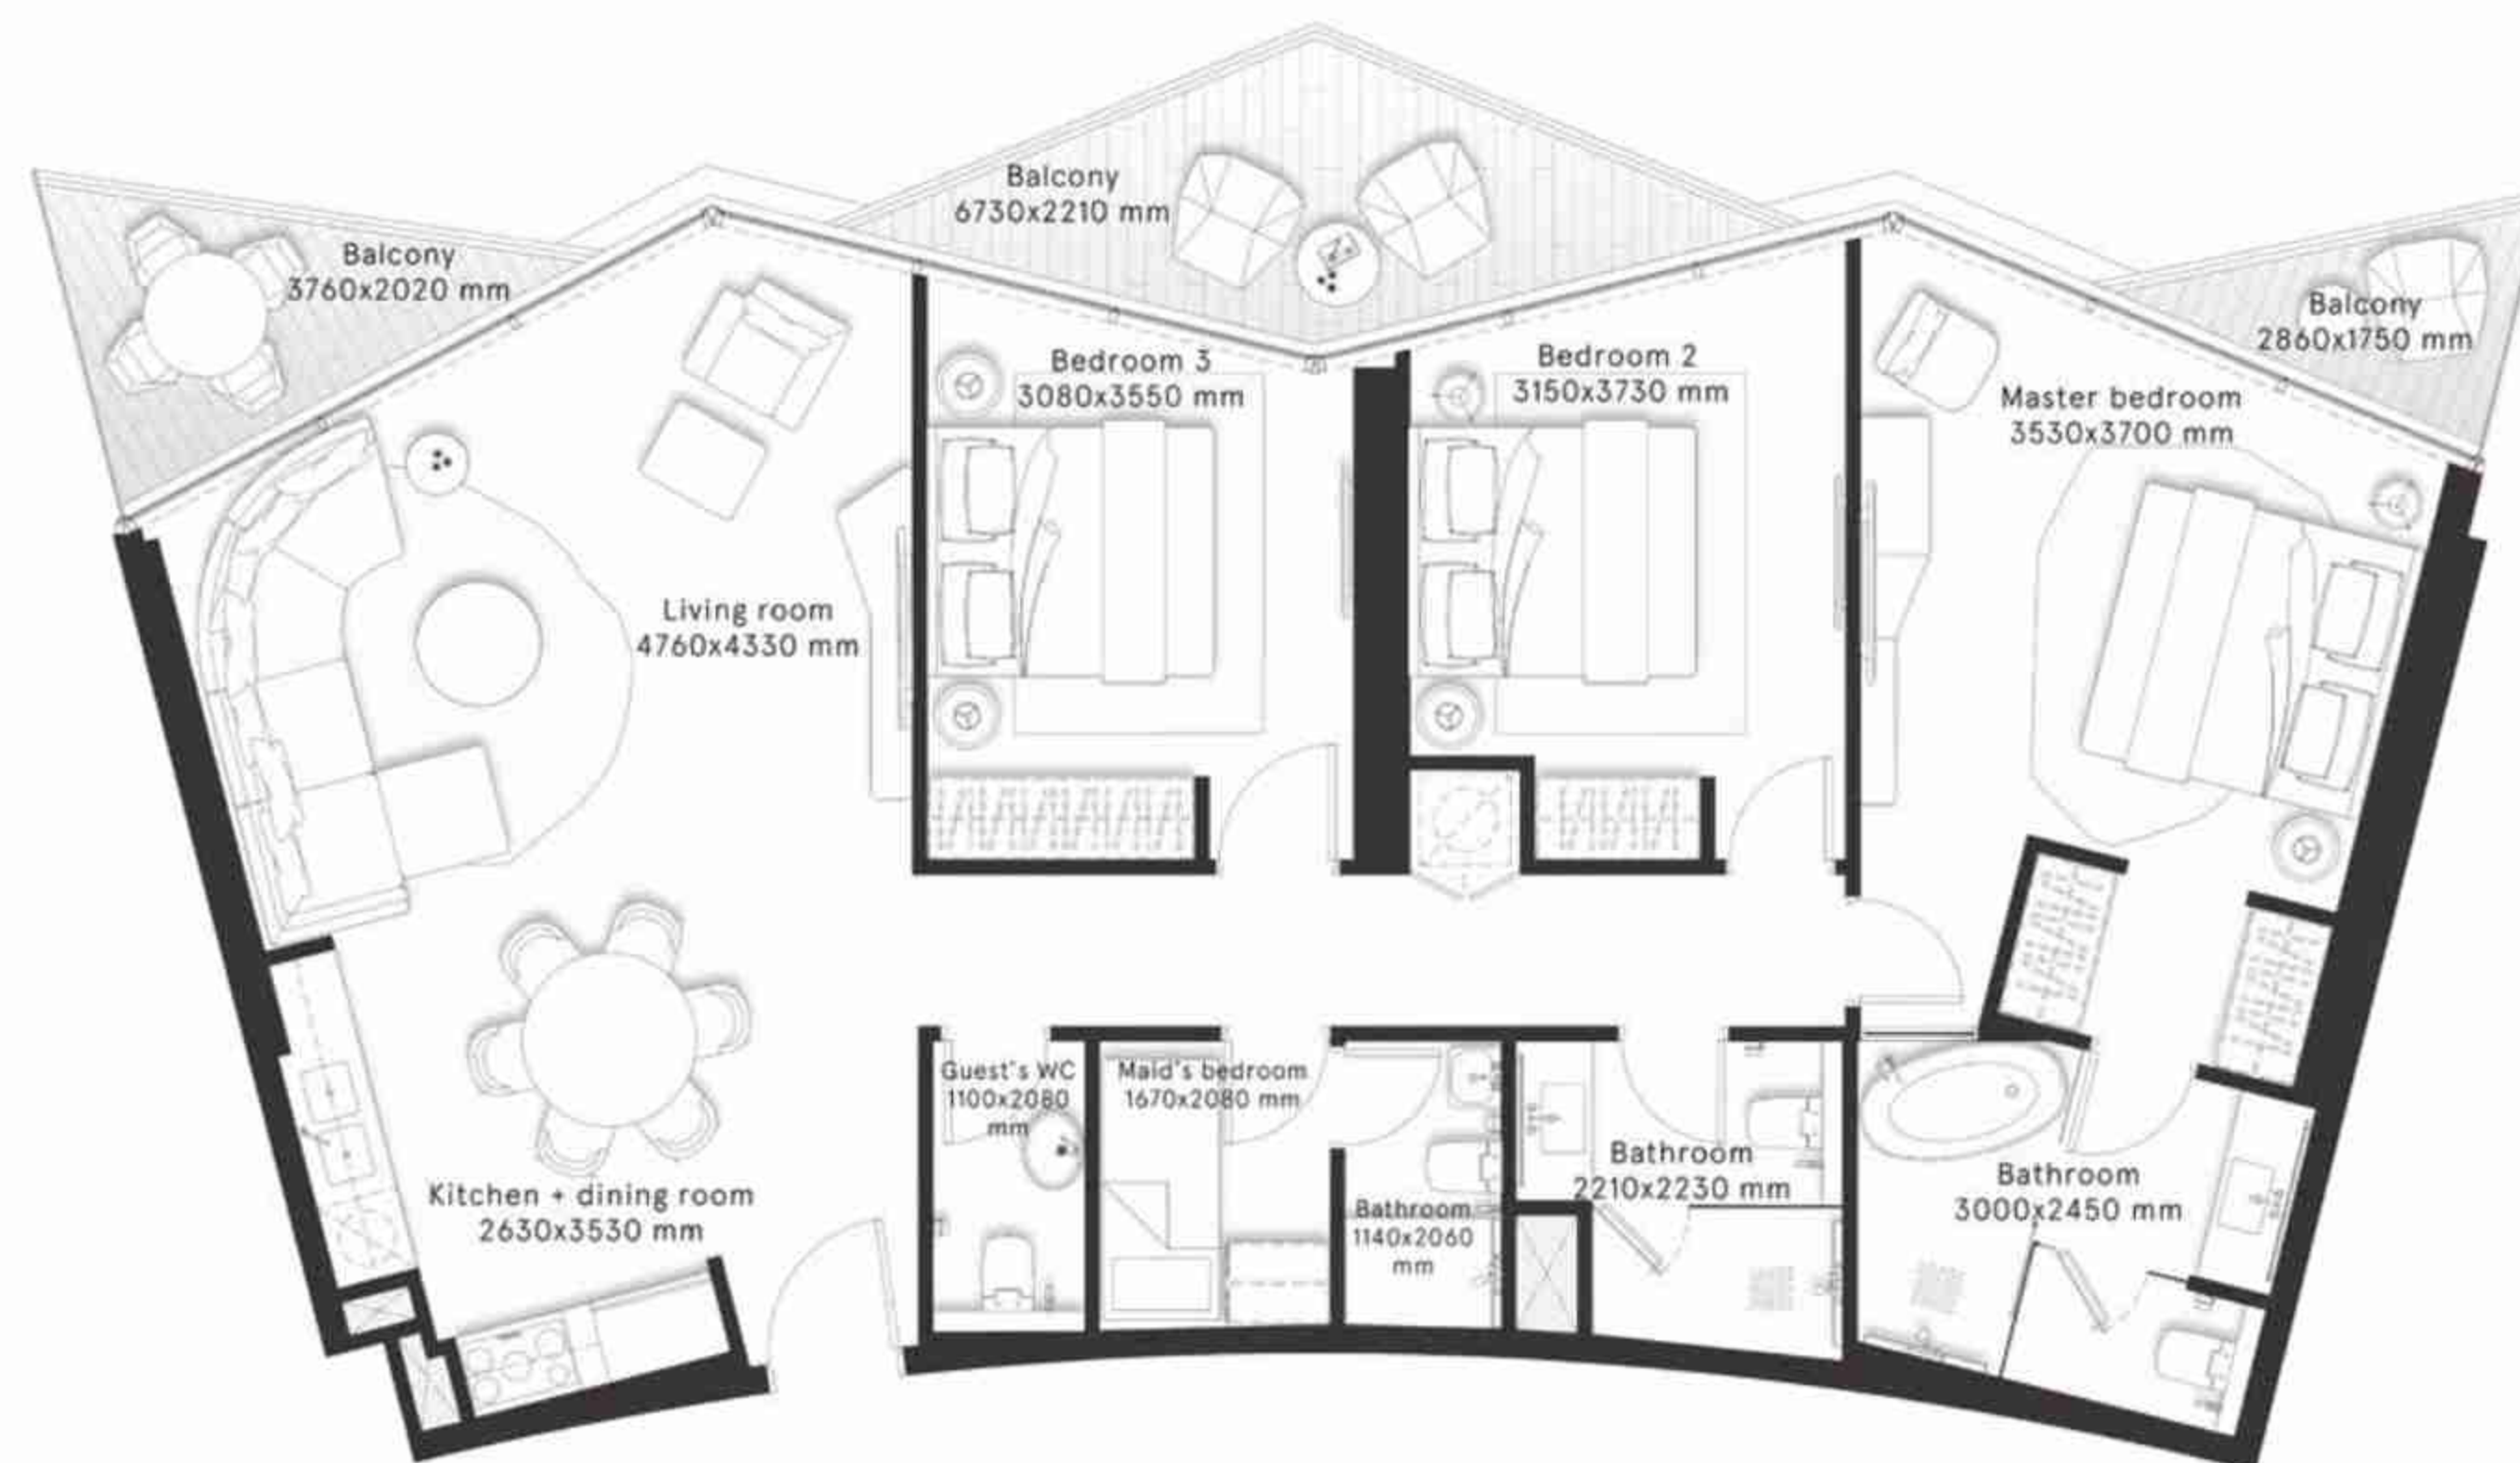 Balcony
6730x2210 mm
Balcony
3760x2020 mm
Balcony
2860x1750 mm
Bedroom 3
3080x3550 mm
Bedroom 2
3150x3730 mm
Master bedroom
3530x3700 mm
Living room
4760x4330 mm
Guest's WC
1100x2080
mm
Maid's bedroom
1670x2080 mm
Bathroom
2210x2230 mm
Bathroom
3000x2450 mm
Kitchen + dining room
2630x3530 mm
Bathroom
1140x2060
mm